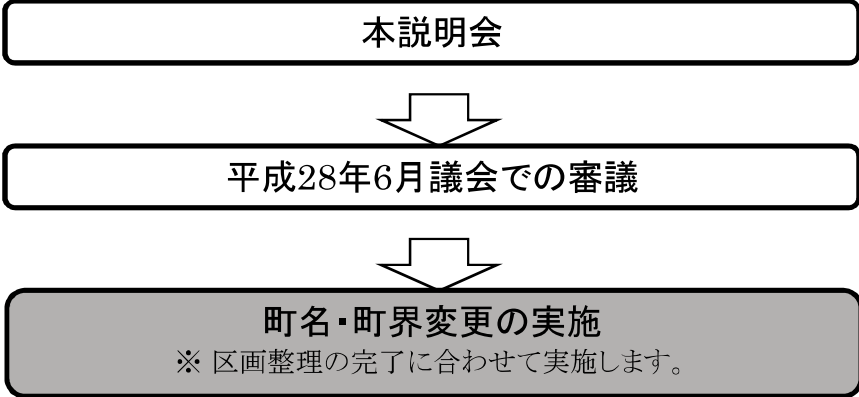 本説明会
平成28年6月議会での審議
町名・町界変更の実施
※ 区画整理の完了に合わせて実施します。